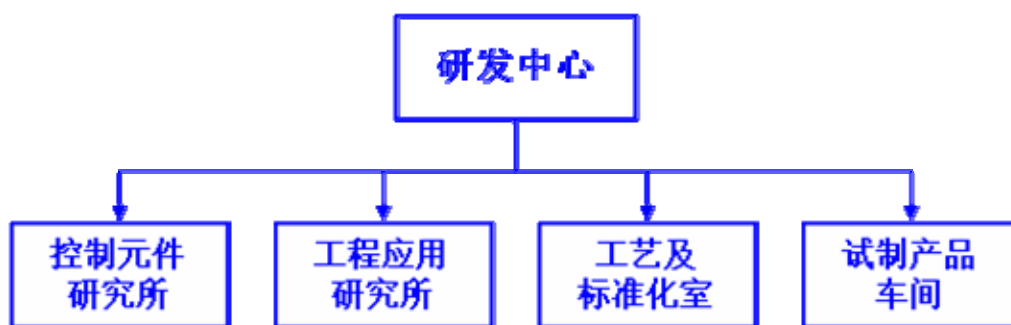 研发中心
控制元件
研究所
工程应用
研究所
工艺及
标准化室
试制产品
车间